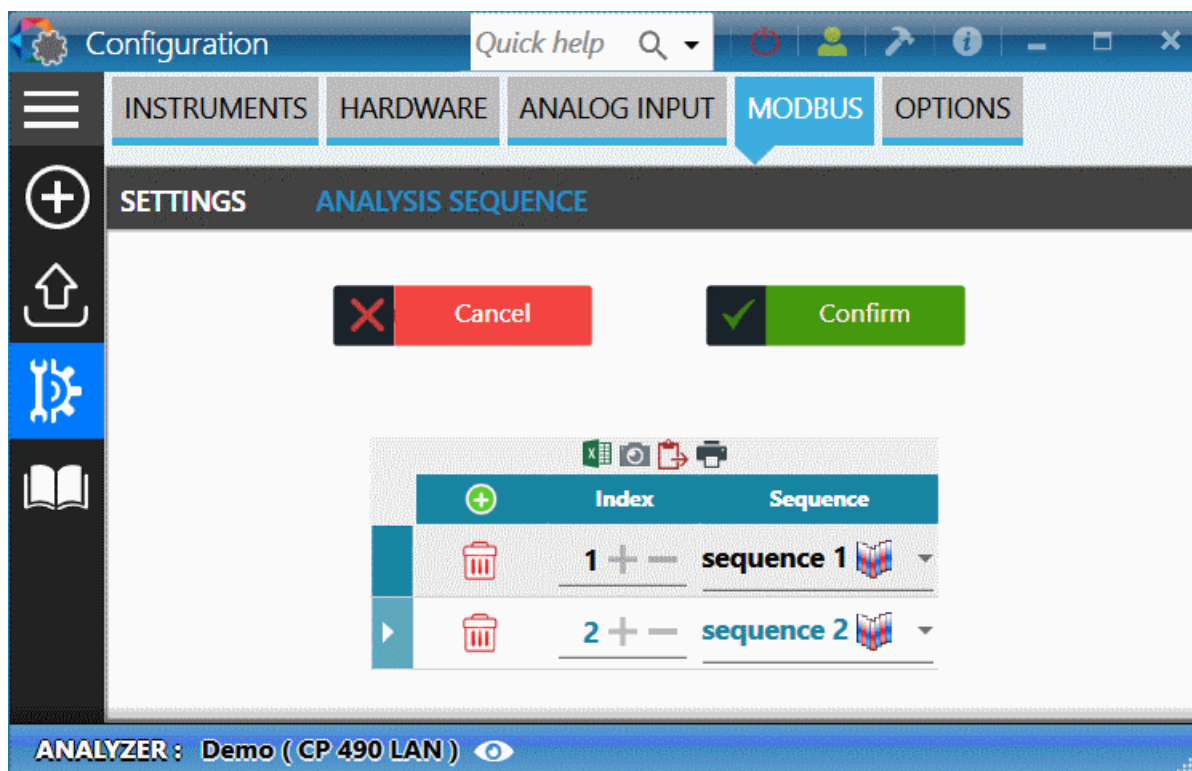 Configuration Quick help
INSTRUMENTS HARDWARE ANALOG INPUT MODBUS OPTIONS
SETTINGS ANALYSIS SEQUENCE
Cancel Confirm
Index Sequence
1 sequence 1
2 sequence 2
ANALYZER : Demo ( CP 490 LAN )